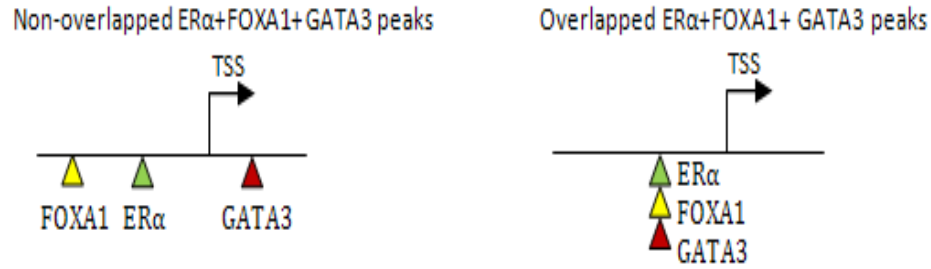 Non-overlapped ERα+FOXA1+GATA3 peaks
TSS
FOXA1 ERα GATA3
Overlapped ERα+FOXA1+ GATA3 peaks
TSS
ERα
FOXA1
GATA3